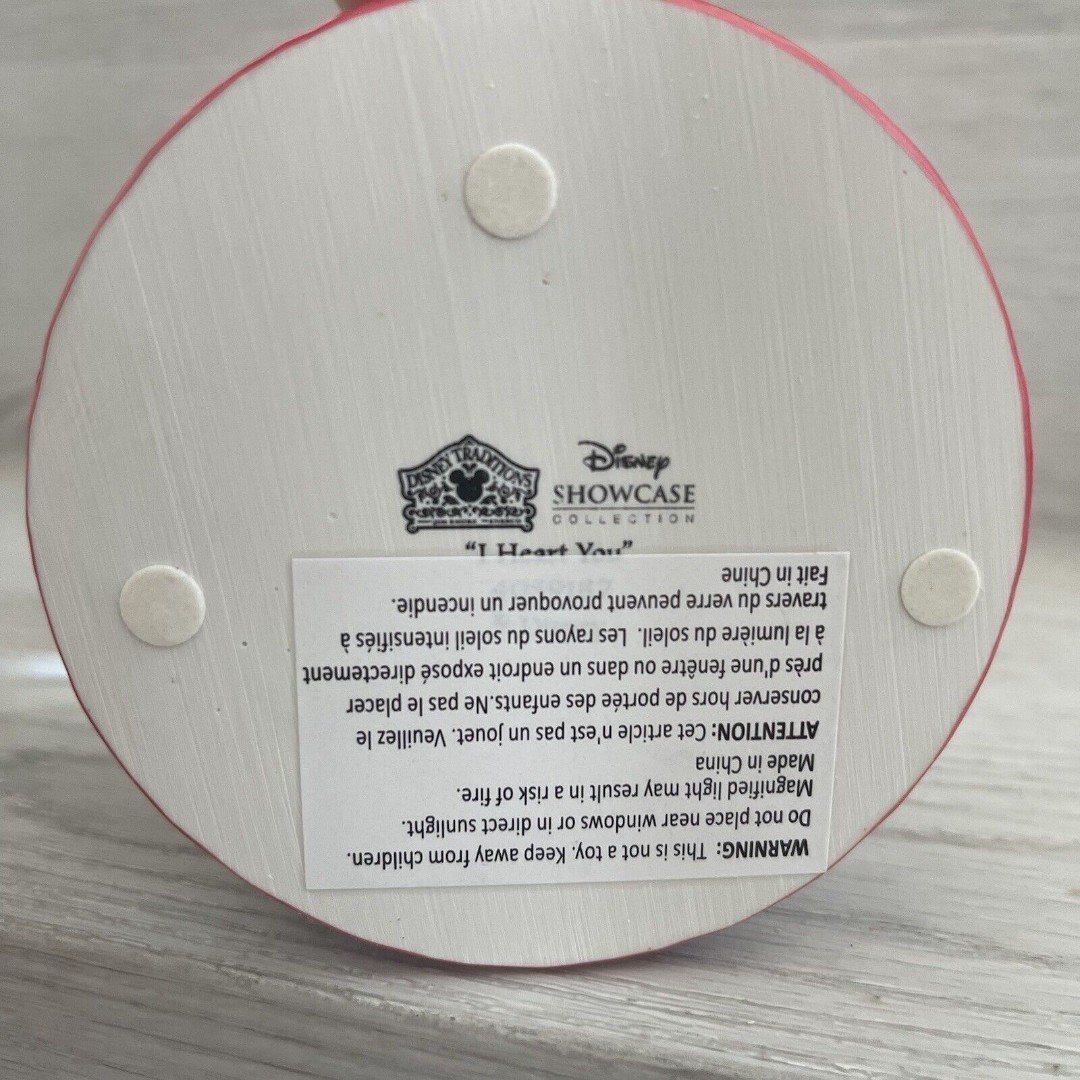 DISNEY TRADITIONS
Disney
SHOWCASE
COLLECTION
"I Heart You"
WARNING: This is not a toy. Keep away from children.
Do not place near windows or in direct sunlight.
Magnified light may result in a risk of fire.
Made in China
ATTENTION: Cet article n'est pas un jouet. Veuillez le
conserver hors de portée des enfants.Ne pas le placer
près d'une fenêtre ou dans un endroit exposé directement
à la lumière du soleil. Les rayons du soleil intensifiés à
travers du verre peuvent provoquer un incendie.
Fait in Chine